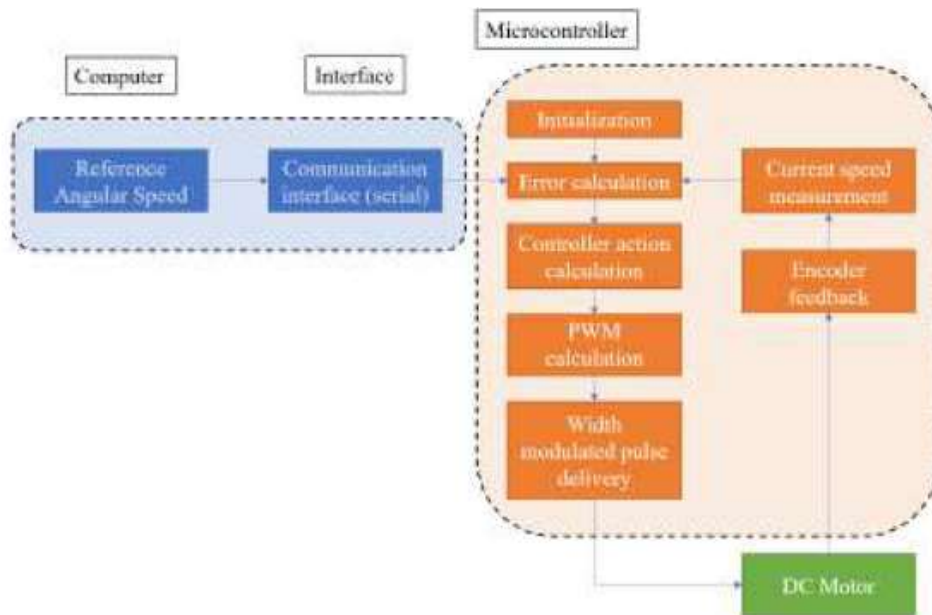 Microcontroller
Computer
Interface
Initialization
Reference
Angular Speed
Communication
interface (serial)
Error calculation
Current speed
measurement
Controller action
calculation
Encoder
feedback
PWM
calculation
Width
modulated pulse
delivery
DC Motor